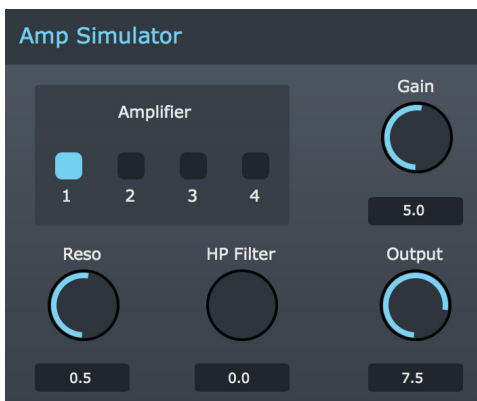 Amp Simulator
Amplifier
1 2 3 4
Gain
5.0
Reso HP Filter Output
0.5 0.0 7.5